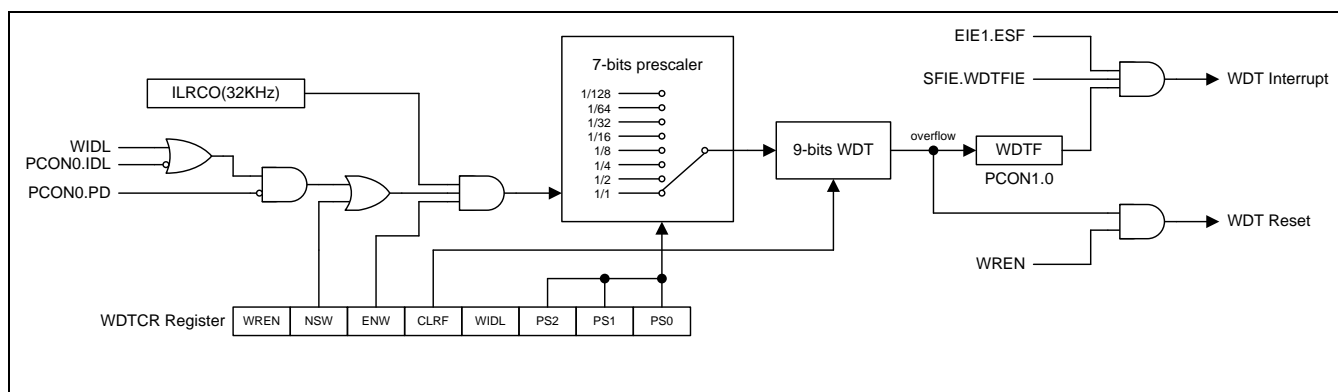 EIE1.ESF
7-bits prescaler
SFIE.WDTFIE
WDT Interrupt
ILRCO(32KHz)
1/128
1/64
1/32
1/16
1/8
1/4
1/2
1/1
WIDL
PCON0.IDL
PCON0.PD
9-bits WDT
overflow
WDTF
PCON1.0
WDT Reset
WREN
WDTCR Register
WREN NSW ENW CLRF WIDL PS2 PS1 PS0